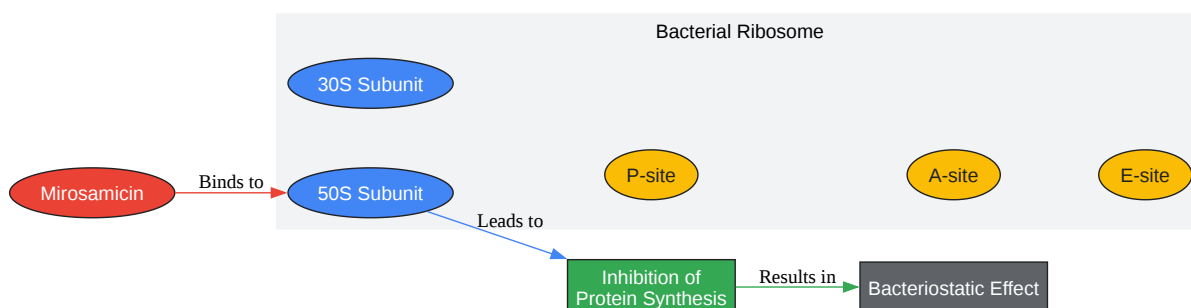 Bacterial Ribosome
30S Subunit
Mirosamicin
Binds to
50S Subunit
P-site
A-site
E-site
Leads to
Inhibition of
Protein Synthesis
Results in
Bacteriostatic Effect